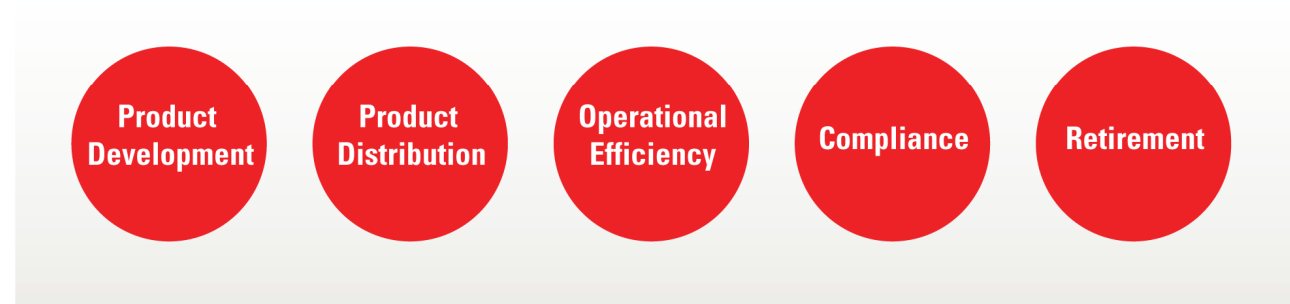 Product
Development
Product
Distribution
Operational
Efficiency
Compliance
Retirement